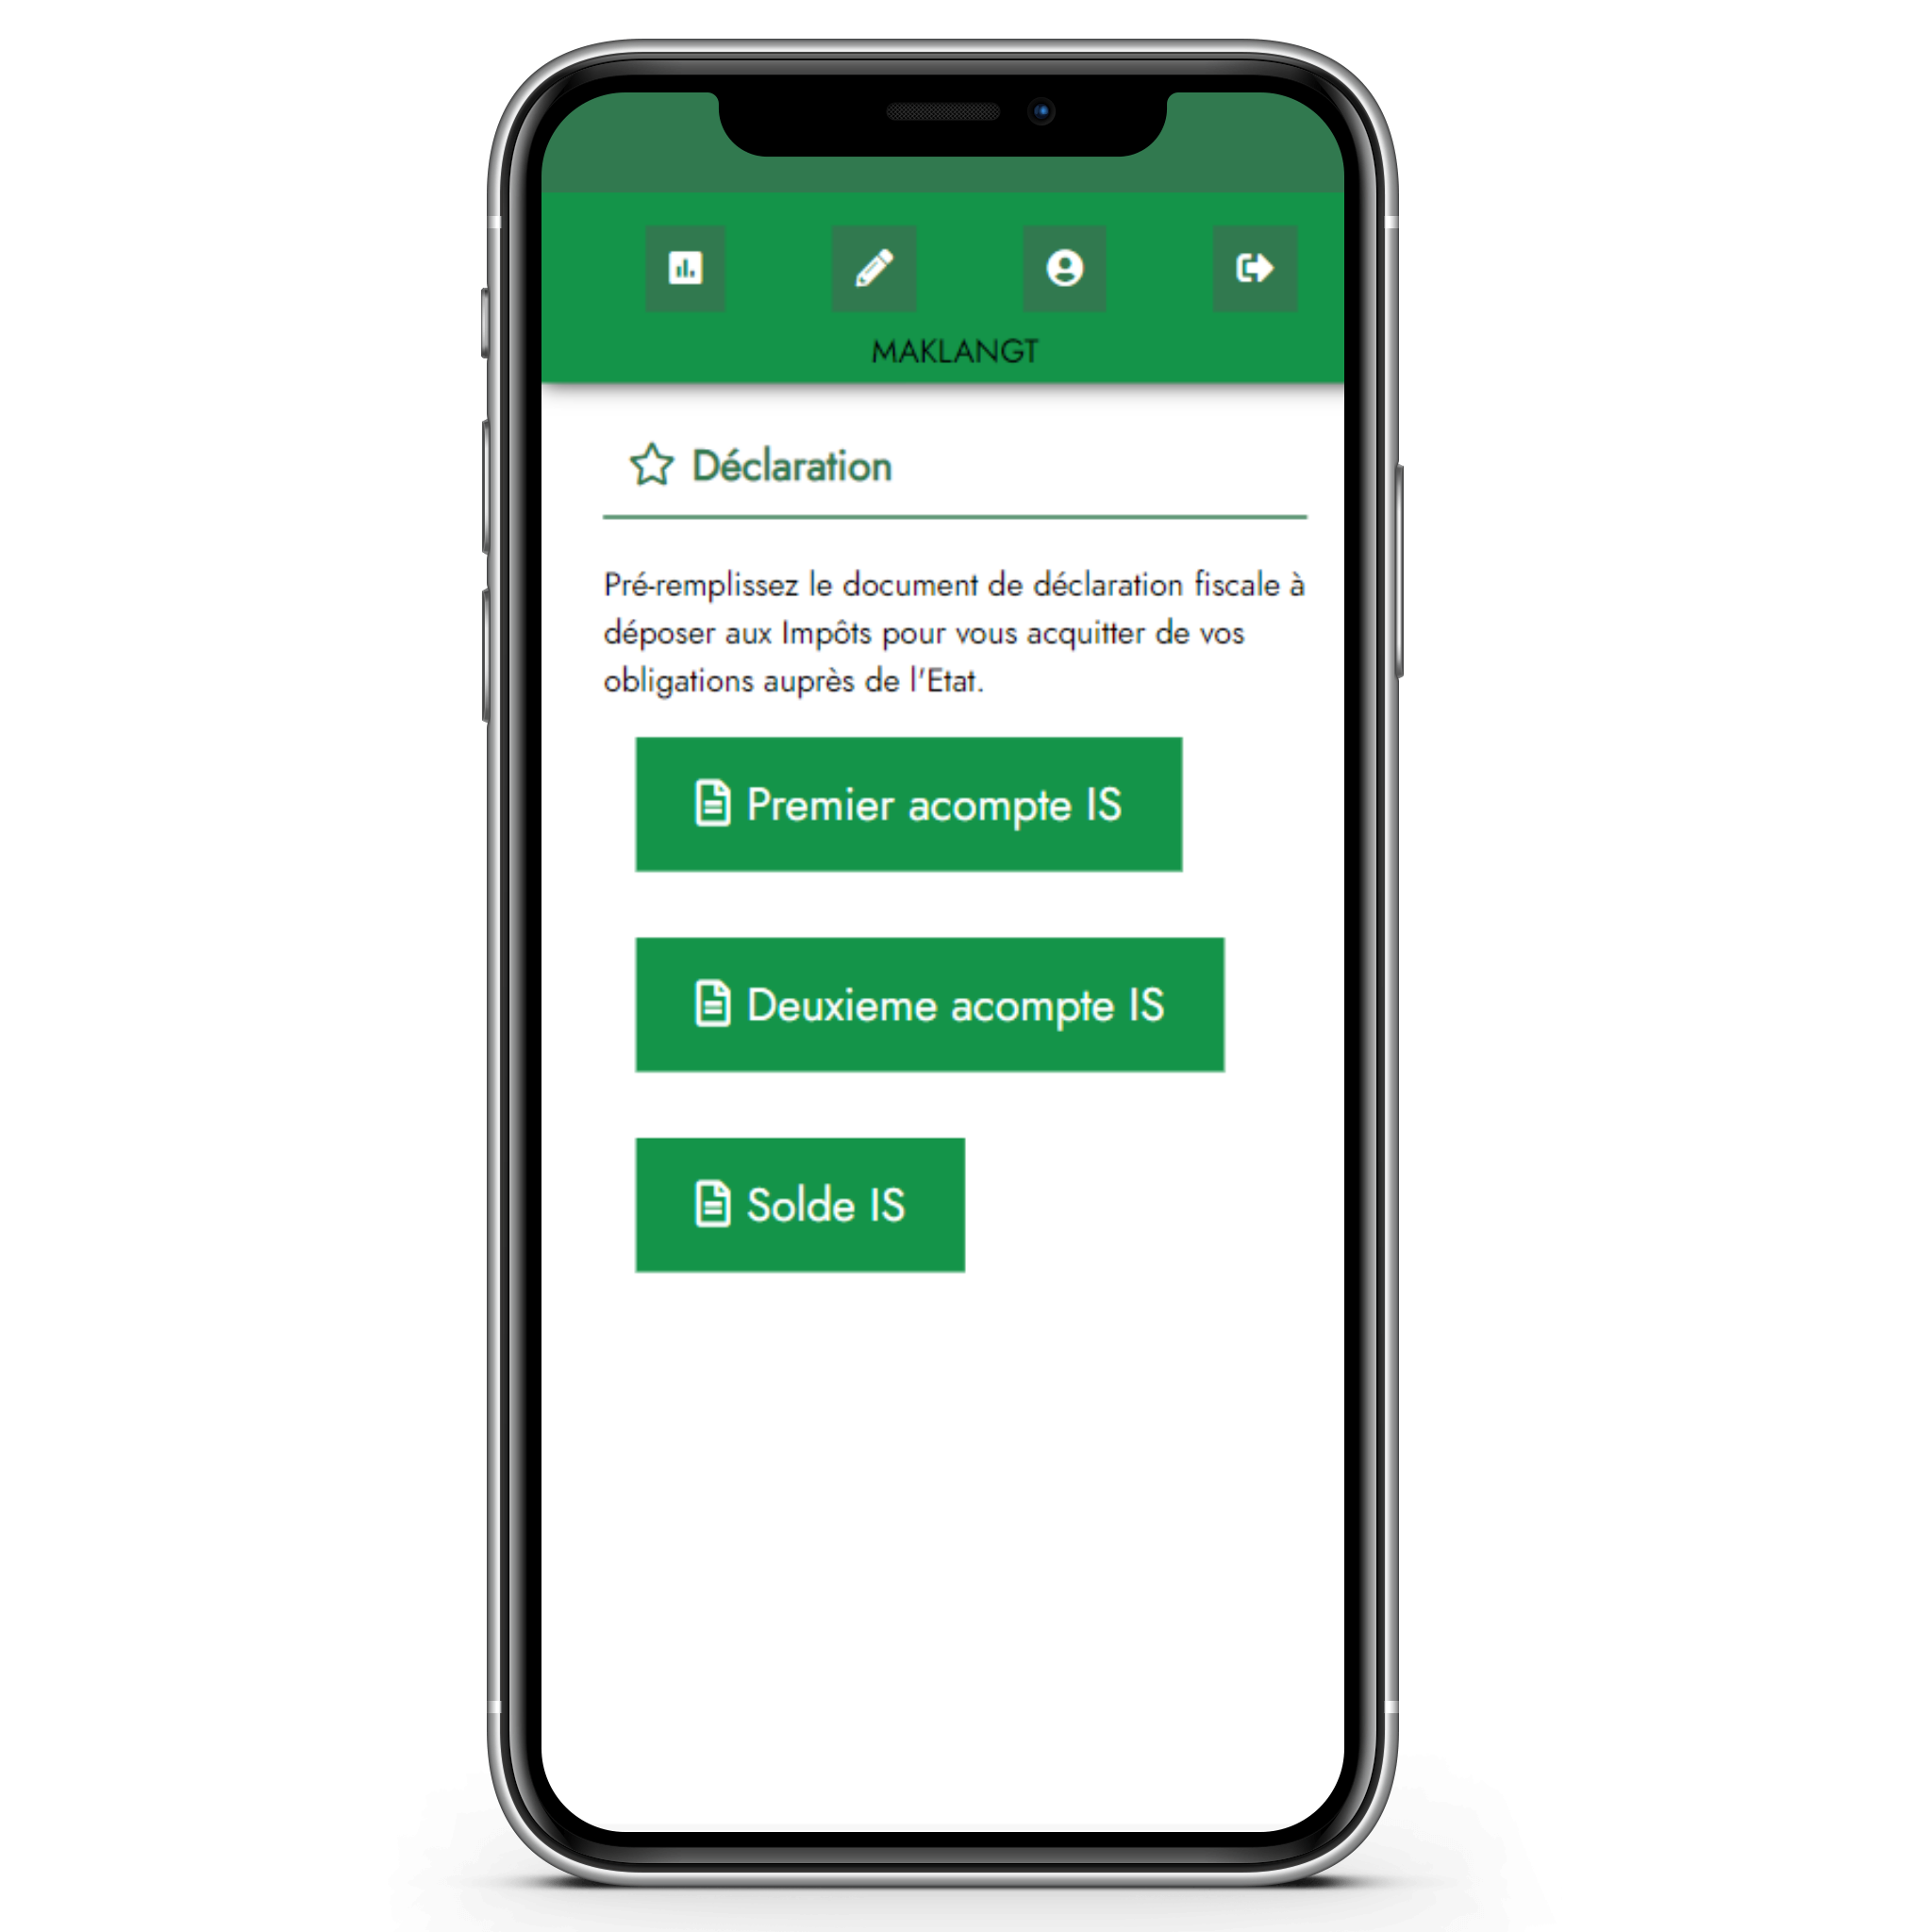 MAKLANGT
Déclaration
Pré-remplissez le document de déclaration fiscale à
déposer aux Impôts pour vous acquitter de vos
obligations auprès de l'Etat.
Premier acompte IS
Deuxieme acompte IS
Solde IS